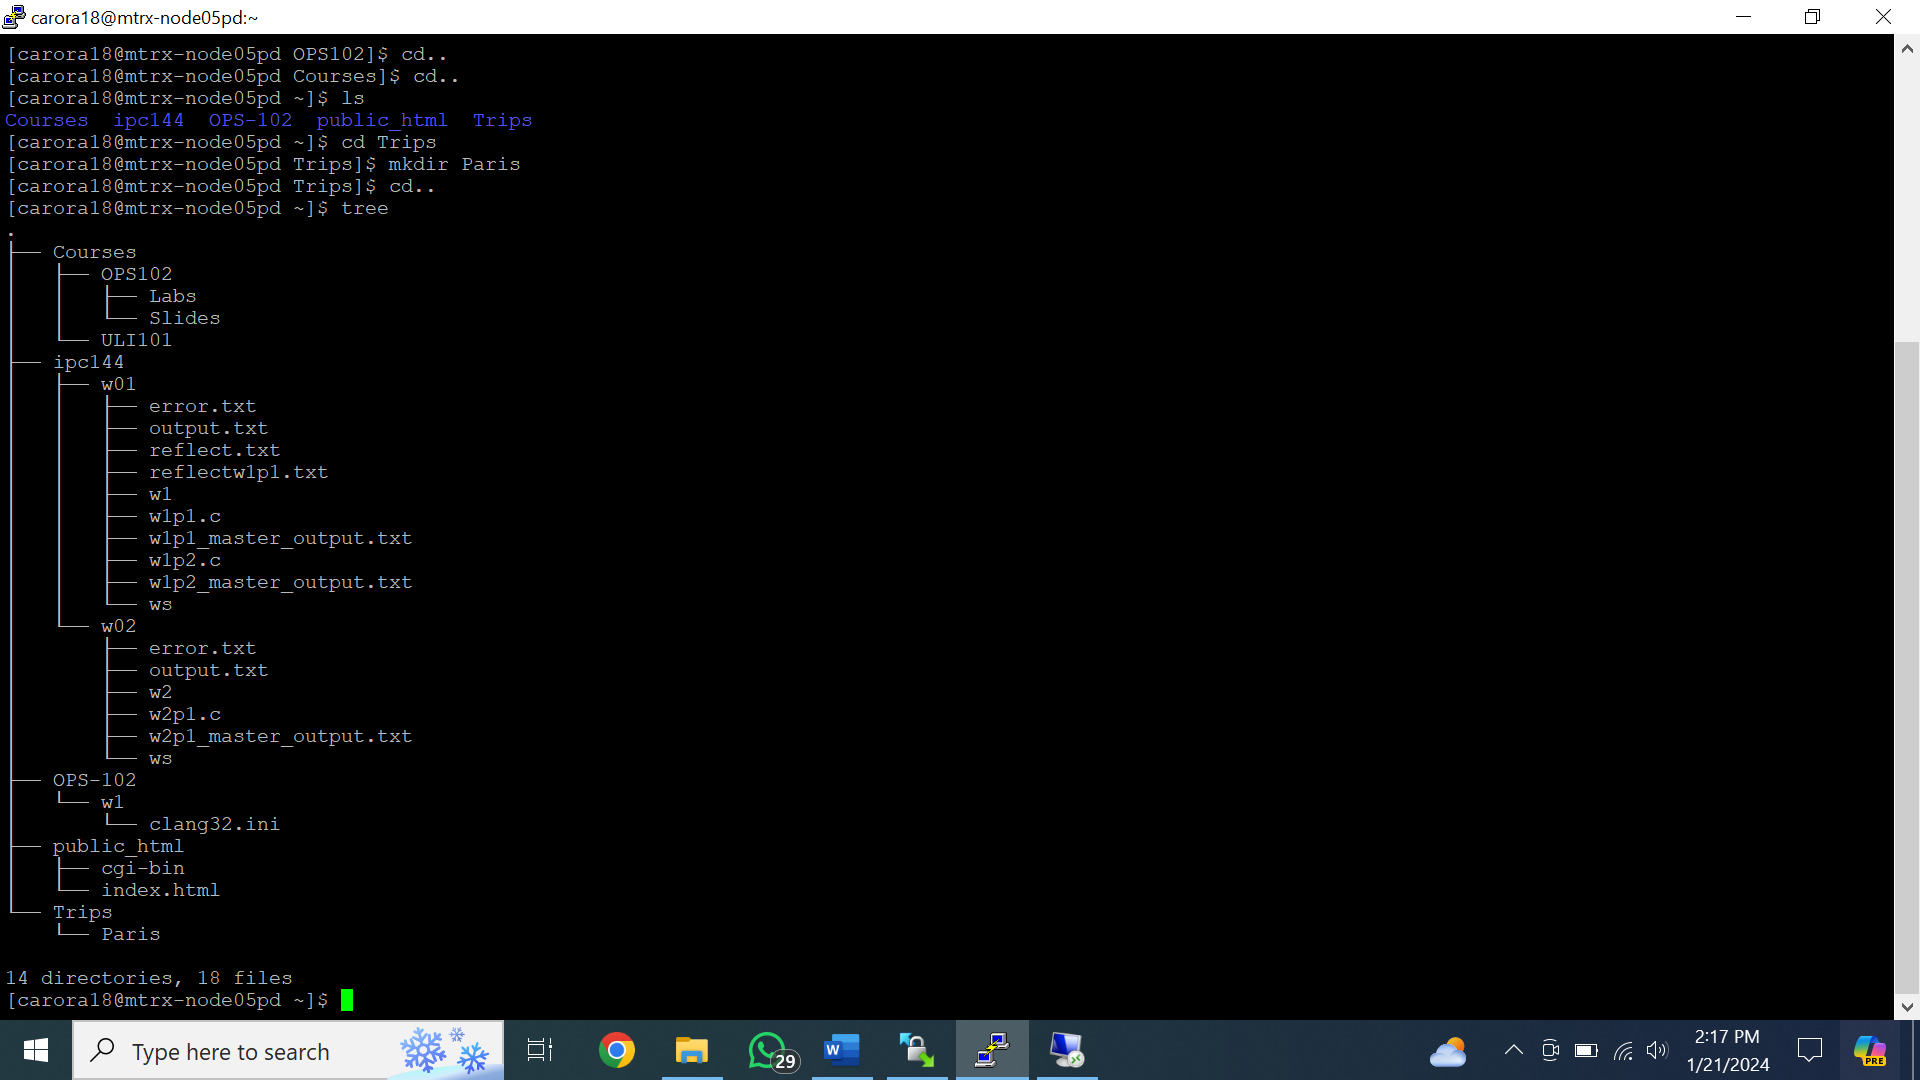 carora18@mtrx-node05pd:~
[carora18@mtrx-node05pd OPS102]$ cd..
[carora18@mtrx-node05pd Courses]$ cd..
[carora18@mtrx-node05pd ~]$ ls
Courses  ipc144  OPS-102  public_html  Trips
[carora18@mtrx-node05pd ~]$ cd Trips
[carora18@mtrx-node05pd Trips]$ mkdir Paris
[carora18@mtrx-node05pd Trips]$ cd..
[carora18@mtrx-node05pd ~]$ tree
.
├── Courses
│   ├── OPS102
│   │   ├── Labs
│   │   └── Slides
│   └── ULI101
├── ipc144
│   ├── w01
│   │   ├── error.txt
│   │   ├── output.txt
│   │   ├── reflect.txt
│   │   ├── reflectw1p1.txt
│   │   ├── w1
│   │   ├── w1p1.c
│   │   ├── w1p1_master_output.txt
│   │   ├── w1p2.c
│   │   ├── w1p2_master_output.txt
│   │   └── ws
│   └── w02
│       ├── error.txt
│       ├── output.txt
│       ├── w2
│       ├── w2p1.c
│       ├── w2p1_master_output.txt
│       └── ws
├── OPS-102
│   └── w1
│       └── clang32.ini
├── public_html
│   ├── cgi-bin
│   └── index.html
└── Trips
    └── Paris
14 directories, 18 files
[carora18@mtrx-node05pd ~]$
Type here to search
29
W
2:17 PM
1/21/2024
PRE